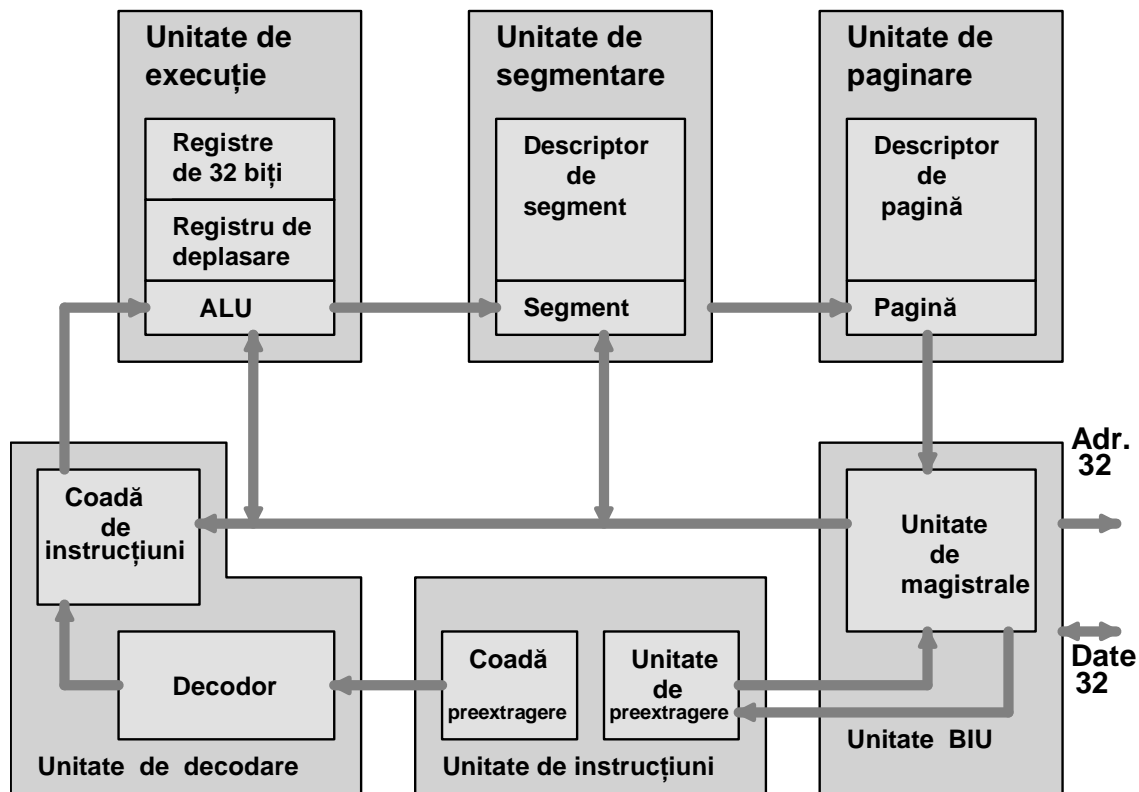 Unitate de
execuție
Registre
de 32 biți
Registru de
deplasare
ALU
Unitate de
segmentare
Descriptor
de
segment
Segment
Unitate de
paginare
Descriptor
de
pagină
Pagină
Adr.
32
Coadă
de
instrucțiuni
Decodor
Unitate de decodare
Coadă
preextragere
Unitate
de
preextragere
Unitate de instrucțiuni
Unitate
de
magistrale
Unitate BIU
Date
32